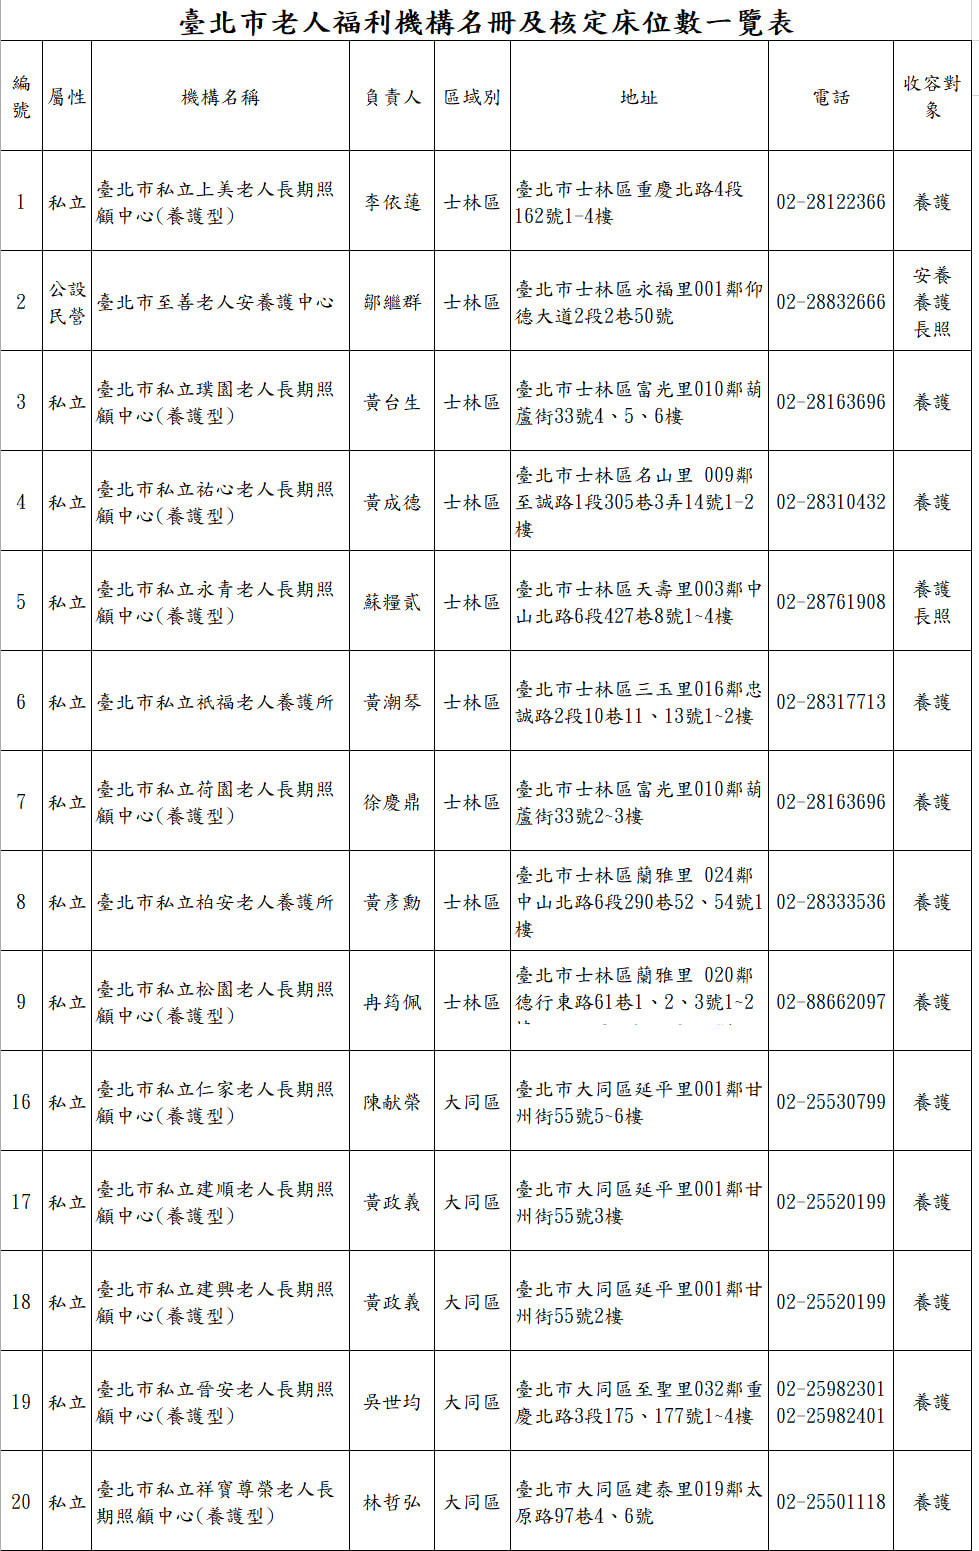 臺北市老人福利機構名冊及核定床位數一覽表
編
號
屬性
機構名稱
負責人
區域別
地址
電話
收容對
象
1
私立
臺北市私立上美老人長期照
顧中心(養護型)
李依蓮
士林區
臺北市士林區重慶北路4段
162號1-4樓
02-28122366
養護
2
公設
民營
臺北市至善老人安養護中心
鄒繼群
士林區
臺北市士林區永福里001鄰仰
德大道2段2巷50號
02-28832666
安養
養護
長照
3
私立
臺北市私立璞園老人長期照
顧中心(養護型)
黃台生
士林區
臺北市士林區富光里010鄰葫
蘆街33號4、5、6樓
02-28163696
養護
4
私立
臺北市私立祐心老人長期照
顧中心(養護型)
黃成德
士林區
臺北市士林區名山里 009鄰
至誠路1段305巷3弄14號1-2
樓
02-28310432
養護
5
私立
臺北市私立永青老人長期照
顧中心(養護型)
蘇糧貳
士林區
臺北市士林區天壽里003鄰中
山北路6段427巷8號1~4樓
02-28761908
養護
長照
6
私立
臺北市私立祇福老人養護所
黃潮琴
士林區
臺北市士林區三玉里016鄰忠
誠路2段10巷11、13號1~2樓
02-28317713
養護
7
私立
臺北市私立荷園老人長期照
顧中心(養護型)
徐慶鼎
士林區
臺北市士林區富光里010鄰葫
蘆街33號2~3樓
02-28163696
養護
8
私立
臺北市私立柏安老人養護所
黃彥勳
士林區
臺北市士林區蘭雅里 024鄰
中山北路6段290巷52、54號1
樓
02-28333536
養護
9
私立
臺北市私立松園老人長期照
顧中心(養護型)
冉筠佩
士林區
臺北市士林區蘭雅里 020鄰
德行東路61巷1、2、3號1~2
02-88662097
養護
16
私立
臺北市私立仁家老人長期照
顧中心(養護型)
陳献榮
大同區
臺北市大同區延平里001鄰甘
州街55號5~6樓
02-25530799
養護
17
私立
臺北市私立建順老人長期照
顧中心(養護型)
黃政義
大同區
臺北市大同區延平里001鄰甘
州街55號3樓
02-25520199
養護
18
私立
臺北市私立建興老人長期照
顧中心(養護型)
黃政義
大同區
臺北市大同區延平里001鄰甘
州街55號2樓
02-25520199
養護
19
私立
臺北市私立晉安老人長期照
顧中心(養護型)
吳世均
大同區
臺北市大同區至聖里032鄰重
慶北路3段175、177號1~4樓
02-25982301
02-25982401
養護
20
私立
臺北市私立祥寶尊榮老人長
期照顧中心(養護型)
林哲弘
大同區
臺北市大同區建泰里019鄰太
原路97巷4、6號
02-25501118
養護